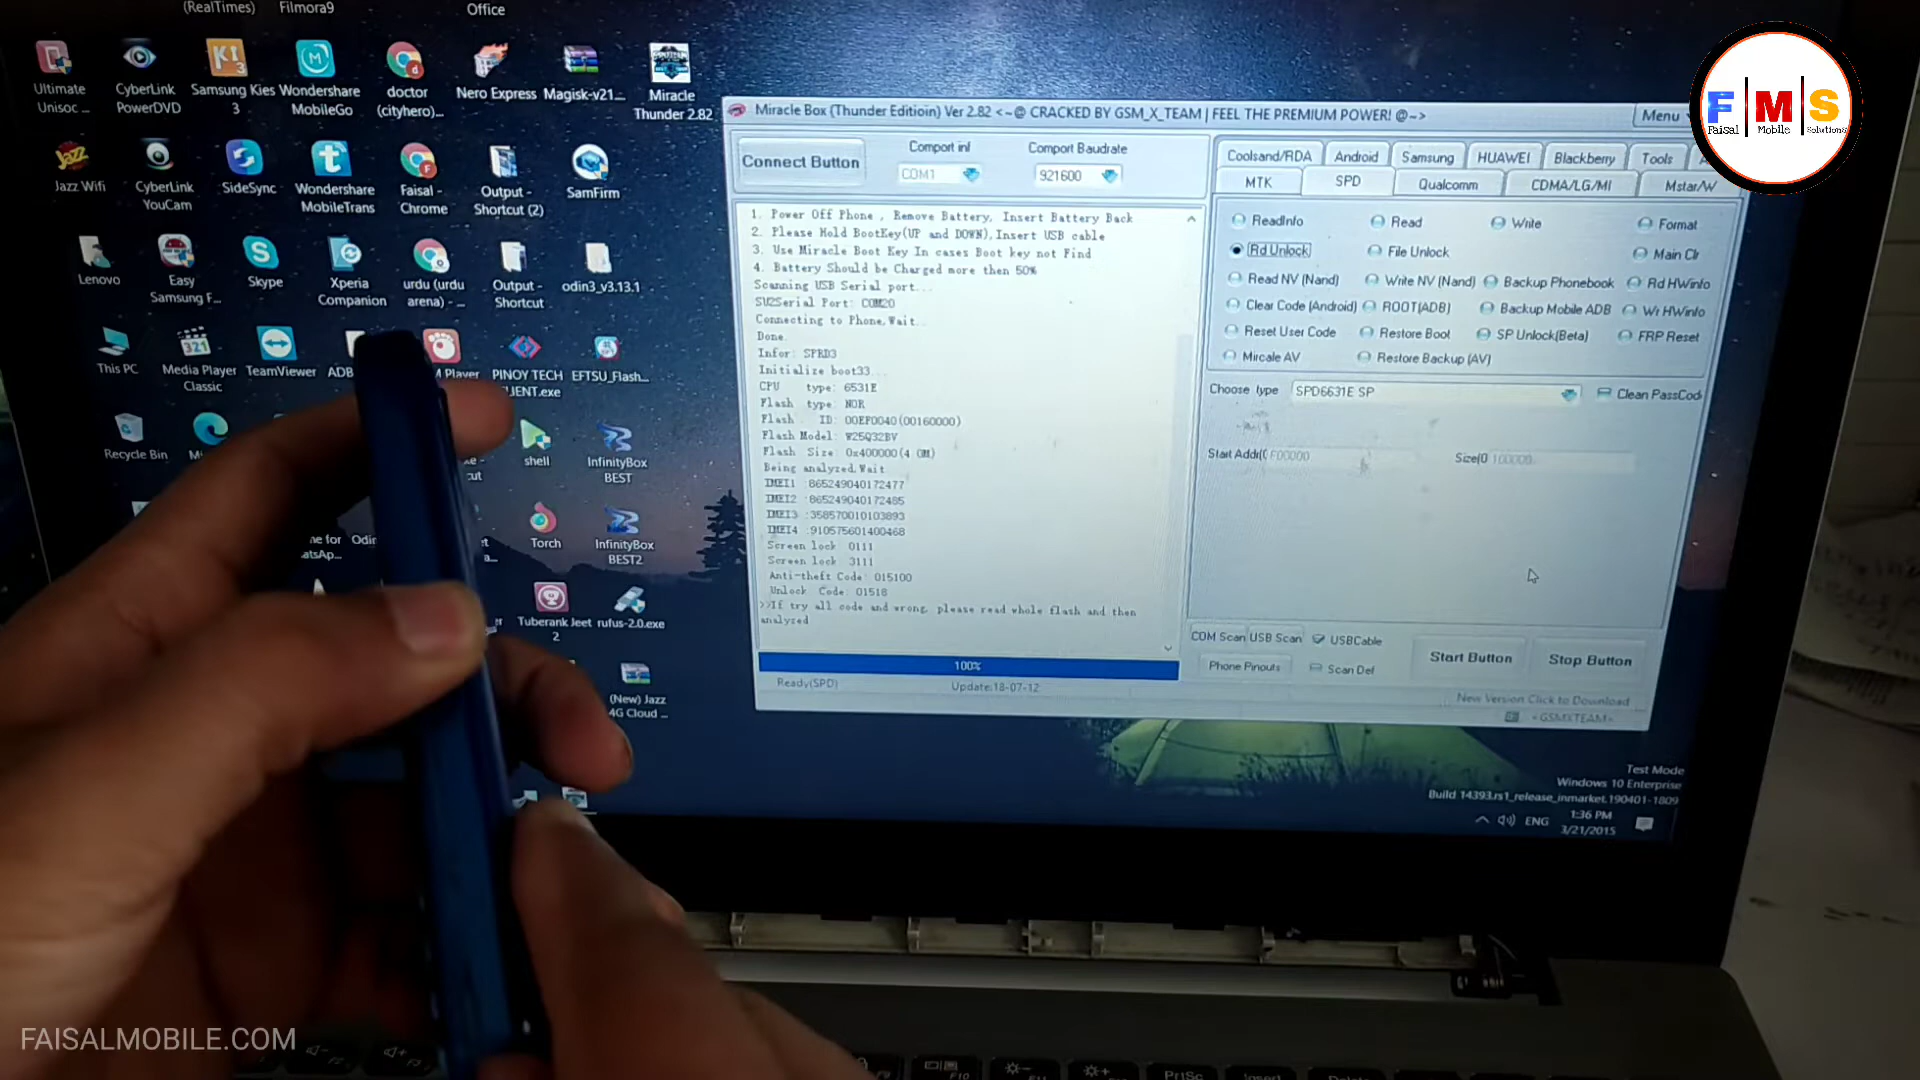 (RealTimes)
Filmora9
Office
Ultimate
Unisoc ...
CyberLink
PowerDVD
Samsung Kies
3
Wondershare
MobileGo
doctor
(cityhero)...
Nero Express
Magisk-v21...
Miracle
Thunder 2.82
Jazz Wifi
CyberLink
YouCam
SideSync
Wondershare
MobileTrans
Faisal -
Chrome
Output -
Shortcut (2)
SamFirm
Lenovo
Easy
Samsung F...
Skype
Xperia
Companion
urdu (urdu
arena) - ...
Output -
Shortcut
odin3_v3.13.1
This PC
Media Player
Classic
TeamViewer
ADB
Player
PINOY TECH
EFTSU_Flash...
Recycle Bin
shell
InfinityBox
BEST
Torch
InfinityBox
BEST2
Tuberank Jeet
2
rufus-2.0.exe
(New) Jazz
4G Cloud ...
Miracle Box (Thunder Editioin) Ver 2.82 <~@ CRACKED BY GSM_X_TEAM | FEEL THE PREMIUM POWER! @~>
Menu
Connect Button
Comport inf
COM1
Comport Baudrate
921600
1. Power Off Phone , Remove Battery, Insert Battery Back
2. Please Hold BootKey(UP and DOWN),Insert USB cable
3. Use Miracle Boot Key In cases Boot key not Find
4. Battery Should be Charged more then 50%
Scanning USB Serial port...
SU2Serial Port: COM20
Connecting to Phone,Wait..
Done.
Infor: SPRD3
Initialize boot33...
CPU type: 6531E
Flash type: NOR
Flash ID: 00EF0040(00160000)
Flash Model: W25Q32BV
Flash Size: 0x400000(4.0M)
Being analyzed,Wait
IMEI1 :865249040172477
IMEI2 :865249040172485
IMEI3 :358570010103893
IMEI4 :910575601400468
Screen lock 0111
Screen lock 3111
Anti-theft Code: 015100
Unlock Code: 01518
>>If try all code and wrong, please read whole flash and then
analyzed
100%
Ready(SPD)
Update:18-07-12
Coolsand/RDA
Android
Samsung
HUAWEI
Blackberry
Tools
MTK
SPD
Qualcomm
CDMA/LG/MI
Mstar/W
ReadInfo
Read
Write
Format
Rd Unlock
File Unlock
Main Clr
Read NV (Nand)
Write NV (Nand)
Backup Phonebook
Rd HWinfo
Clear Code (Android)
ROOT(ADB)
Backup Mobile ADB
Wr HWinfo
Reset User Code
Restore Boot
SP Unlock(Beta)
FRP Reset
Mircale AV
Restore Backup (AV)
Choose type
SPD6631E SP
Clean PassCod
Start Addr(
F00000
Size(0
100000
COM Scan
USB Scan
USBCable
Start Button
Stop Button
Phone Pinouts
Scan Def
New Version Click to Download
<GSMXTEAM>
Test Mode
Windows 10 Enterprise
Build 14393.rs1_release_inmarket.190401-1809
ENG
1:36 PM
3/21/2015
F M S
Faisal Mobile Solutions
FAISALMOBILE.COM
F10
PrtSc
Insert
Delete